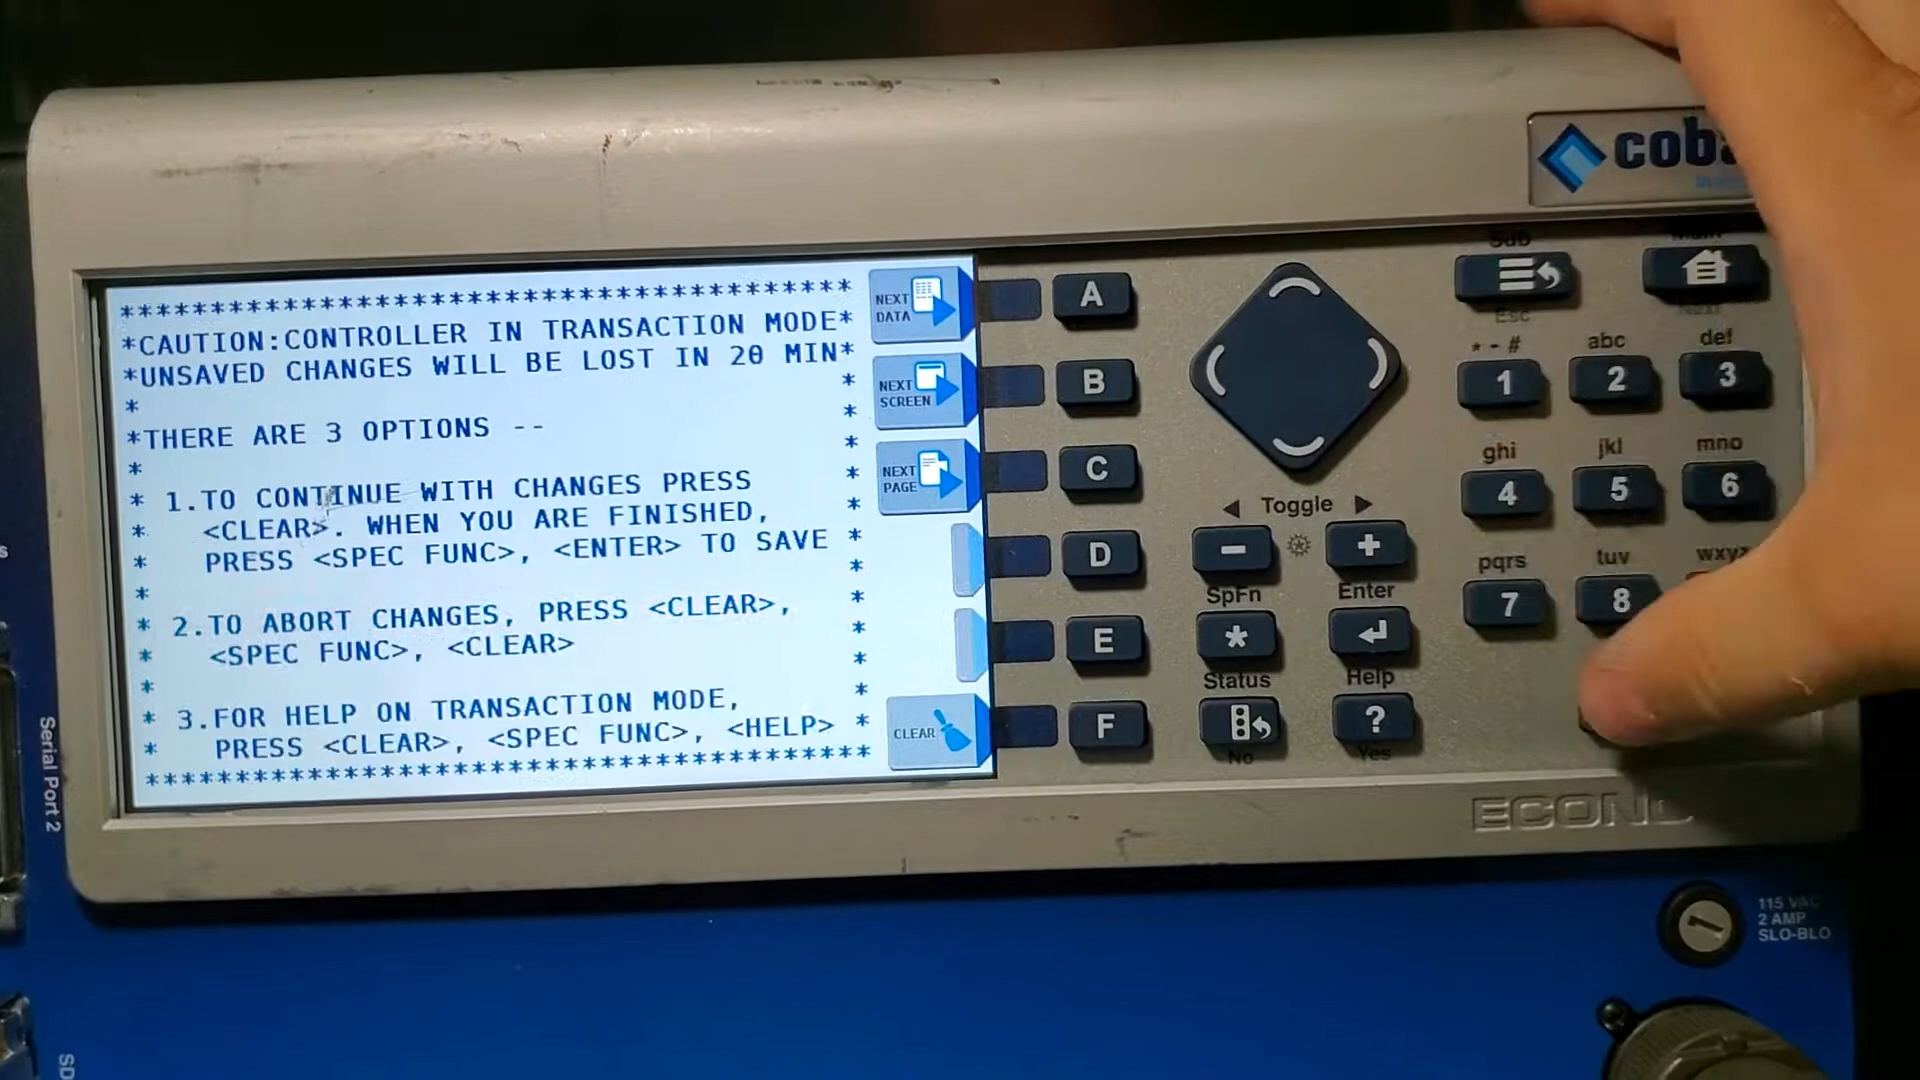 ****************************************
*CAUTION:CONTROLLER IN TRANSACTION MODE*
*UNSAVED CHANGES WILL BE LOST IN 20 MIN*
* *
*THERE ARE 3 OPTIONS -- *
* *
* 1.TO CONTINUE WITH CHANGES PRESS *
* <CLEAR>. WHEN YOU ARE FINISHED, *
* PRESS <SPEC FUNC>, <ENTER> TO SAVE *
* *
* 2.TO ABORT CHANGES, PRESS <CLEAR>, *
* <SPEC FUNC>, <CLEAR> *
* *
* 3.FOR HELP ON TRANSACTION MODE, *
* PRESS <CLEAR>, <SPEC FUNC>, <HELP> *
****************************************
NEXT
DATA
NEXT
SCREEN
NEXT
PAGE
CLEAR
A
B
C
D
E
F
◀ Toggle ▶
- +
SpFn Enter
*
Status Help
?
No Yes
Sub
Esc
* - # abc def
1 2 3
ghi jkl mno
4 5 6
pqrs tuv
7 8
ECONO
115 VAC
2 AMP
SLO-BLO
Serial Port 2
SD